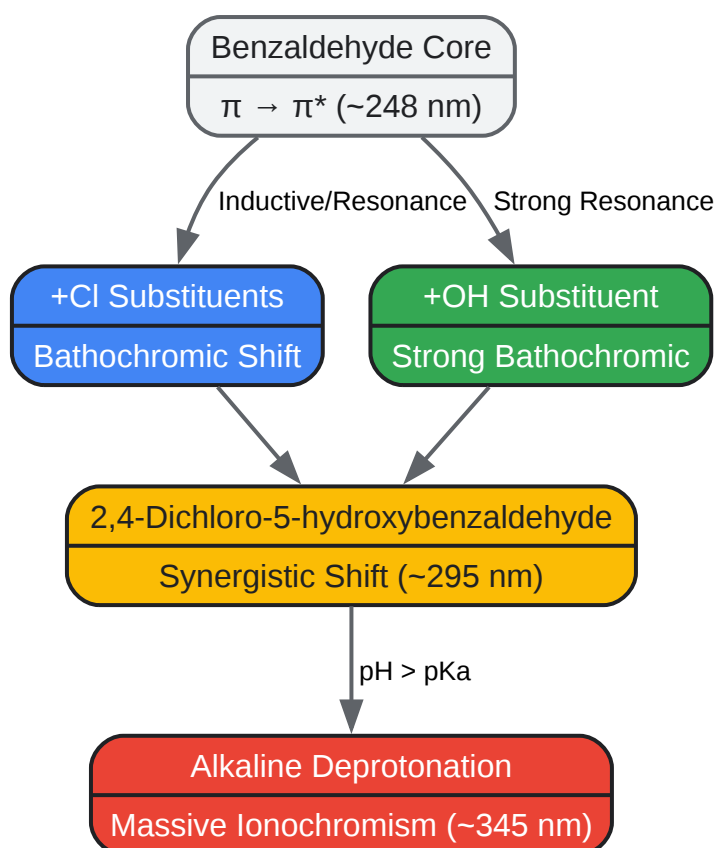 Benzaldehyde Core
π → π* (~248 nm)
Inductive/Resonance
Strong Resonance
+Cl Substituents
Bathochromic Shift
+OH Substituent
Strong Bathochromic
2,4-Dichloro-5-hydroxybenzaldehyde
Synergistic Shift (~295 nm)
pH > pKa
Alkaline Deprotonation
Massive Ionochromism (~345 nm)